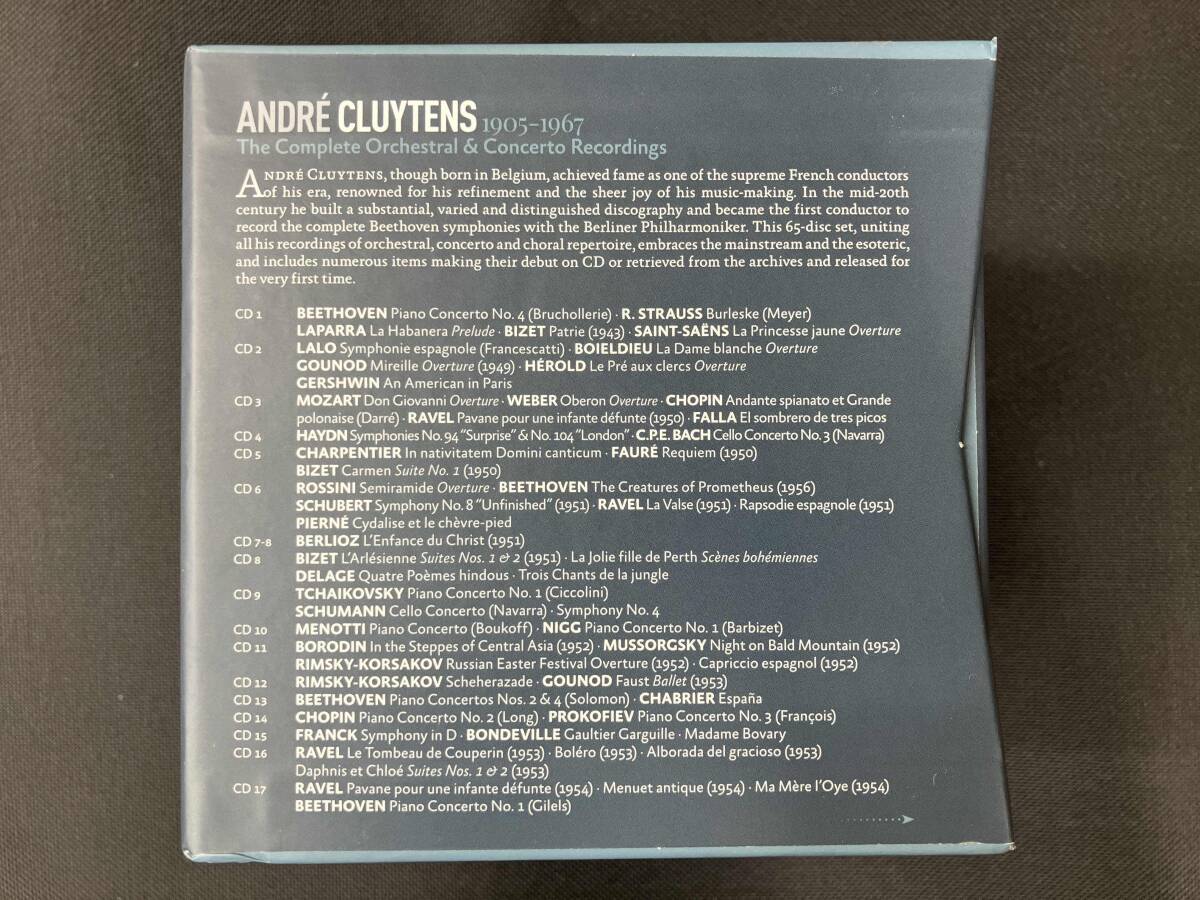 ANDRÉ CLUYTENS 1905–1967
The Complete Orchestral & Concerto Recordings
ANDRÉ CLUYTENS, though born in Belgium, achieved fame as one of the supreme French conductors
of his era, renowned for his refinement and the sheer joy of his music-making. In the mid-20th
century he built a substantial, varied and distinguished discography and became the first conductor to
record the complete Beethoven symphonies with the Berliner Philharmoniker. This 65-disc set, uniting
all his recordings of orchestral, concerto and choral repertoire, embraces the mainstream and the esoteric,
and includes numerous items making their debut on CD or retrieved from the archives and released for
the very first time.
CD 1 BEETHOVEN Piano Concerto No. 4 (Bruchollerie) · R. STRAUSS Burleske (Meyer)
LAPARRA La Habanera Prelude · BIZET Patrie (1943) · SAINT-SAËNS La Princesse jaune Overture
CD 2 LALO Symphonie espagnole (Francescatti) · BOIELDIEU La Dame blanche Overture
GOUNOD Mireille Overture (1949) · HÉROLD Le Pré aux clercs Overture
GERSHWIN An American in Paris
CD 3 MOZART Don Giovanni Overture · WEBER Oberon Overture · CHOPIN Andante spianato et Grande
polonaise (Darré) · RAVEL Pavane pour une infante défunte (1950) · FALLA El sombrero de tres picos
CD 4 HAYDN Symphonies No. 94 "Surprise" & No. 104 "London" · C.P.E. BACH Cello Concerto No. 3 (Navarra)
CD 5 CHARPENTIER In nativitatem Domini canticum · FAURÉ Requiem (1950)
BIZET Carmen Suite No. 1 (1950)
CD 6 ROSSINI Semiramide Overture · BEETHOVEN The Creatures of Prometheus (1956)
SCHUBERT Symphony No. 8 "Unfinished" (1951) · RAVEL La Valse (1951) · Rapsodie espagnole (1951)
PIERNÉ Cydalise et le chèvre-pied
CD 7-8 BERLIOZ L'Enfance du Christ (1951)
CD 8 BIZET L'Arlésienne Suites Nos. 1 & 2 (1951) · La Jolie fille de Perth Scènes bohémiennes
DELAGE Quatre Poèmes hindous · Trois Chants de la jungle
CD 9 TCHAIKOVSKY Piano Concerto No. 1 (Ciccolini)
SCHUMANN Cello Concerto (Navarra) · Symphony No. 4
CD 10 MENOTTI Piano Concerto (Boukoff) · NIGG Piano Concerto No. 1 (Barbizet)
CD 11 BORODIN In the Steppes of Central Asia (1952) · MUSSORGSKY Night on Bald Mountain (1952)
RIMSKY-KORSAKOV Russian Easter Festival Overture (1952) · Capriccio espagnol (1952)
CD 12 RIMSKY-KORSAKOV Scheherazade · GOUNOD Faust Ballet (1953)
CD 13 BEETHOVEN Piano Concertos Nos. 2 & 4 (Solomon) · CHABRIER España
CD 14 CHOPIN Piano Concerto No. 2 (Long) · PROKOFIEV Piano Concerto No. 3 (François)
CD 15 FRANCK Symphony in D · BONDEVILLE Gaultier Garguille · Madame Bovary
CD 16 RAVEL Le Tombeau de Couperin (1953) · Boléro (1953) · Alborada del gracioso (1953)
Daphnis et Chloé Suites Nos. 1 & 2 (1953)
CD 17 RAVEL Pavane pour une infante défunte (1954) · Menuet antique (1954) · Ma Mère l'Oye (1954)
BEETHOVEN Piano Concerto No. 1 (Gilels)